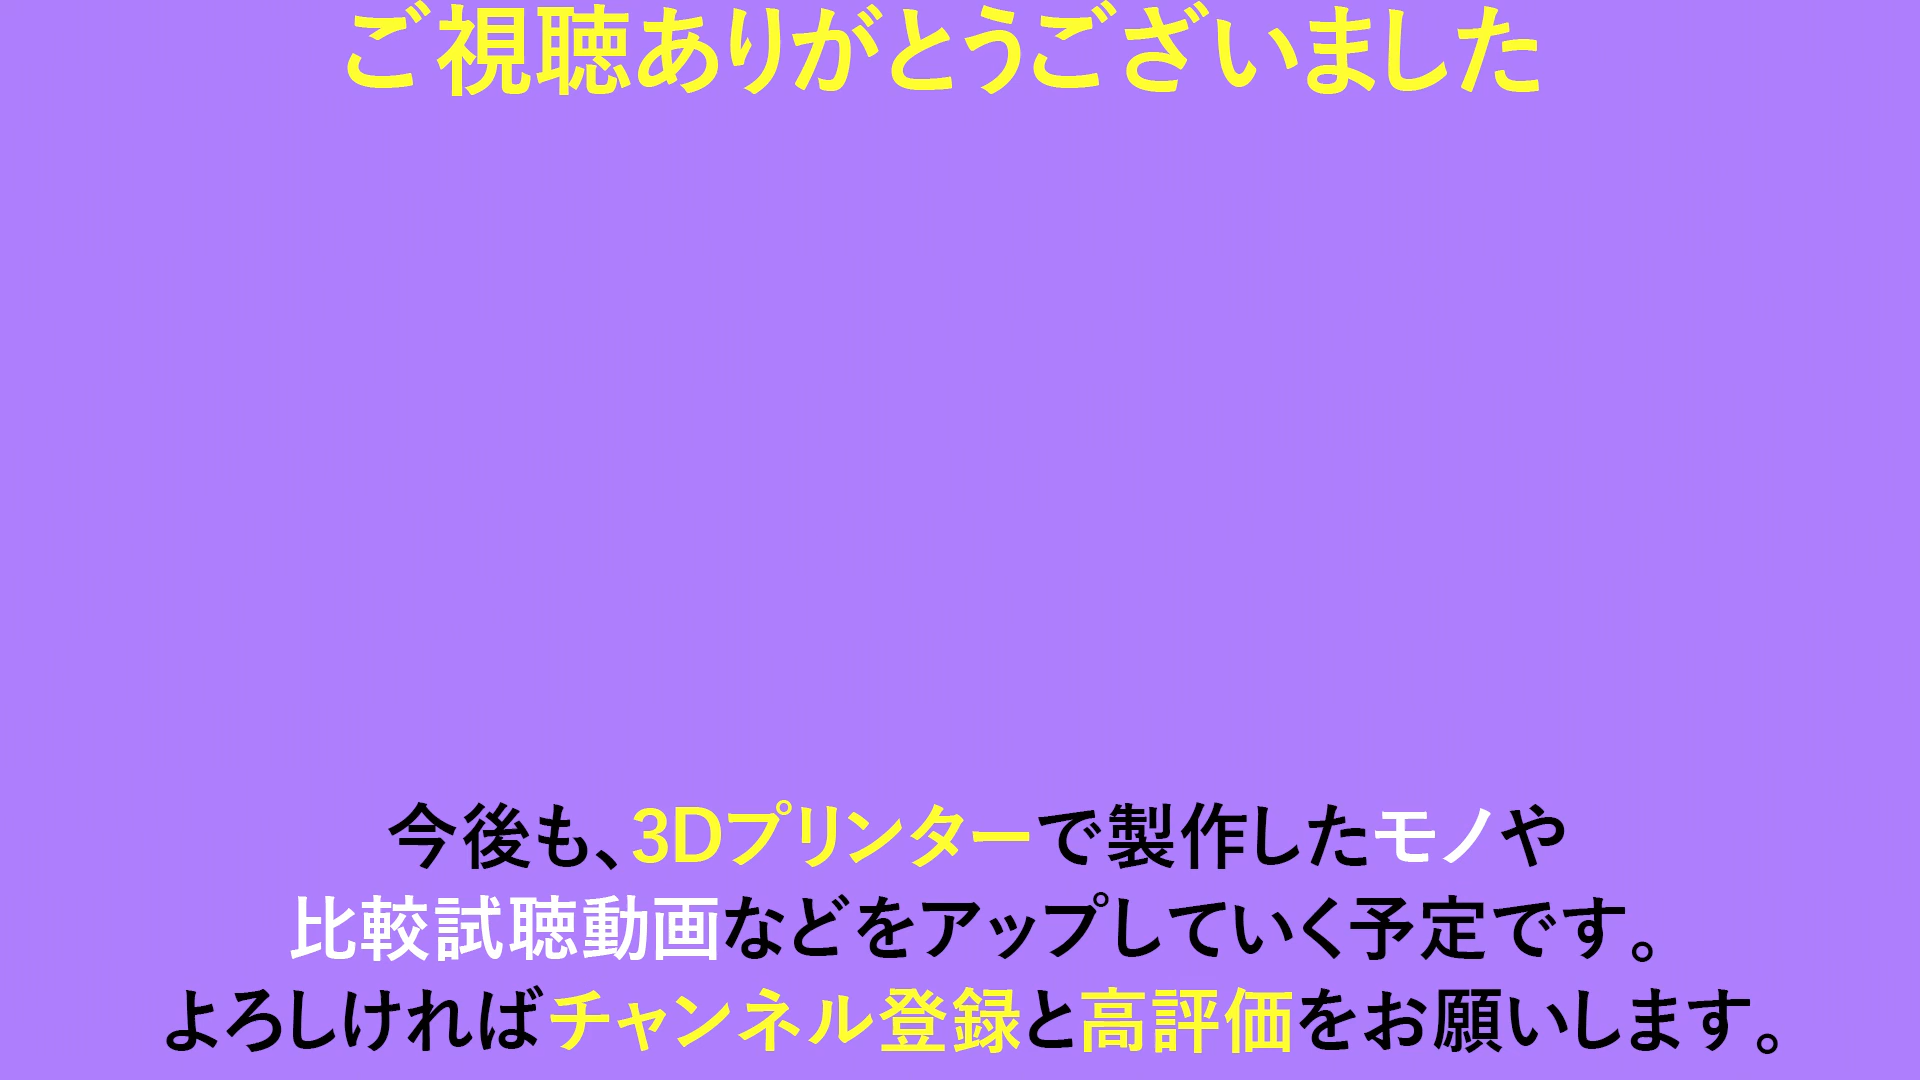 ご視聴ありがとうございました
今後も、3Dプリンターで製作したモノや
比較試聴動画などをアップしていく予定です。
よろしければチャンネル登録と高評価をお願いします。